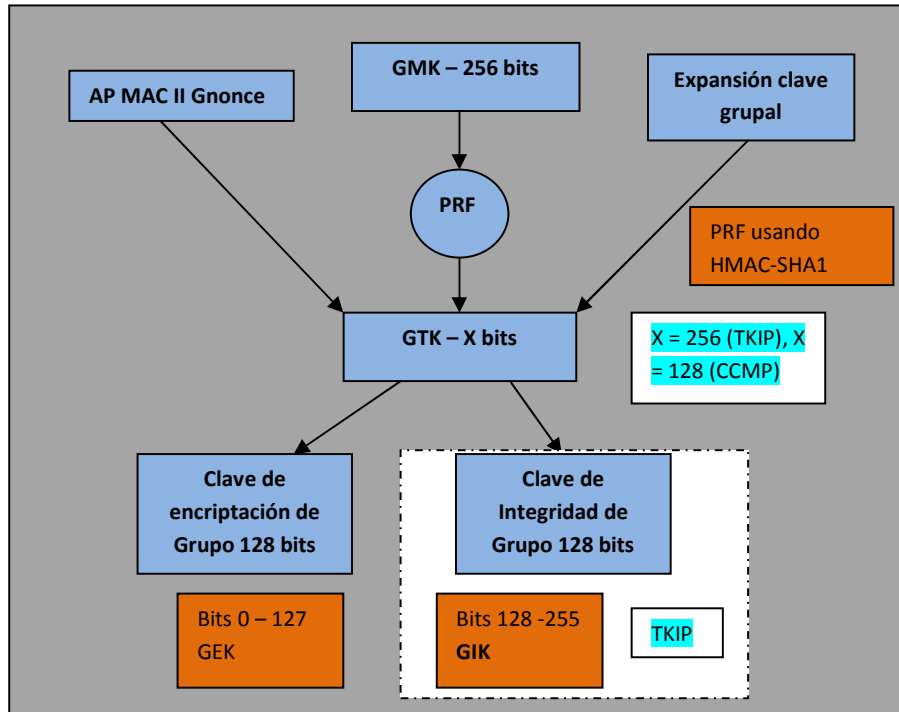 GMK – 256 bits
AP MAC II Gnonce
Expansión clave
grupal
PRF
PRF usando
HMAC-SHA1
GTK – X bits
X = 256 (TKIP), X
= 128 (CCMP)
Clave de
encriptación de
Grupo 128 bits
Clave de
Integridad de
Grupo 128 bits
Bits 0 – 127
GEK
Bits 128 -255
GIK
TKIP